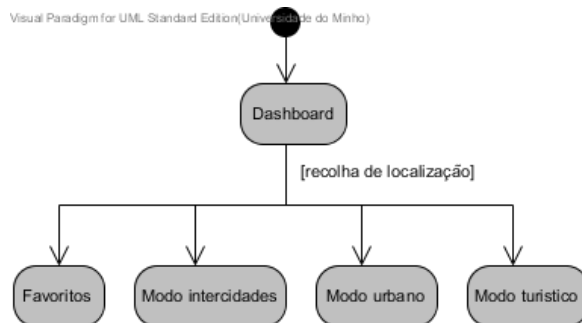 Visual Paradigm for UML Standard Edition(Universidade do Minho)
Dashboard
[recolha de localização]
Favoritos
Modo intercidades
Modo urbano
Modo turistico